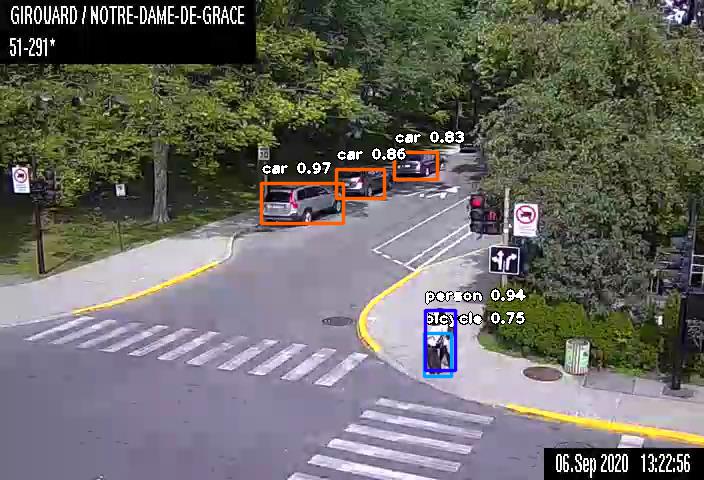 GIROUARD / NOTRE-DAME-DE-GRACE
51-291*
car 0.83
car 0.86
car 0.97
person 0.94
bicycle 0.75
06.Sep 2020 13:22:56